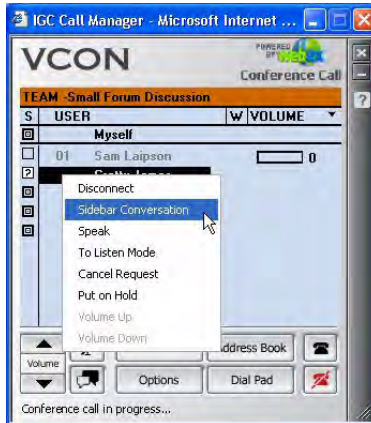 IGC Call Manager - Microsoft Internet ...
VCON
POWERED BY
Conference Call
TEAM -Small Forum Discussion
S USER W VOLUME
Myself
01 Sam Laipson 0
?
Disconnect
Sidebar Conversation
Speak
To Listen Mode
Cancel Request
Put on Hold
Volume Up
Volume Down
Volume
Address Book
Options
Dial Pad
Conference call in progress...